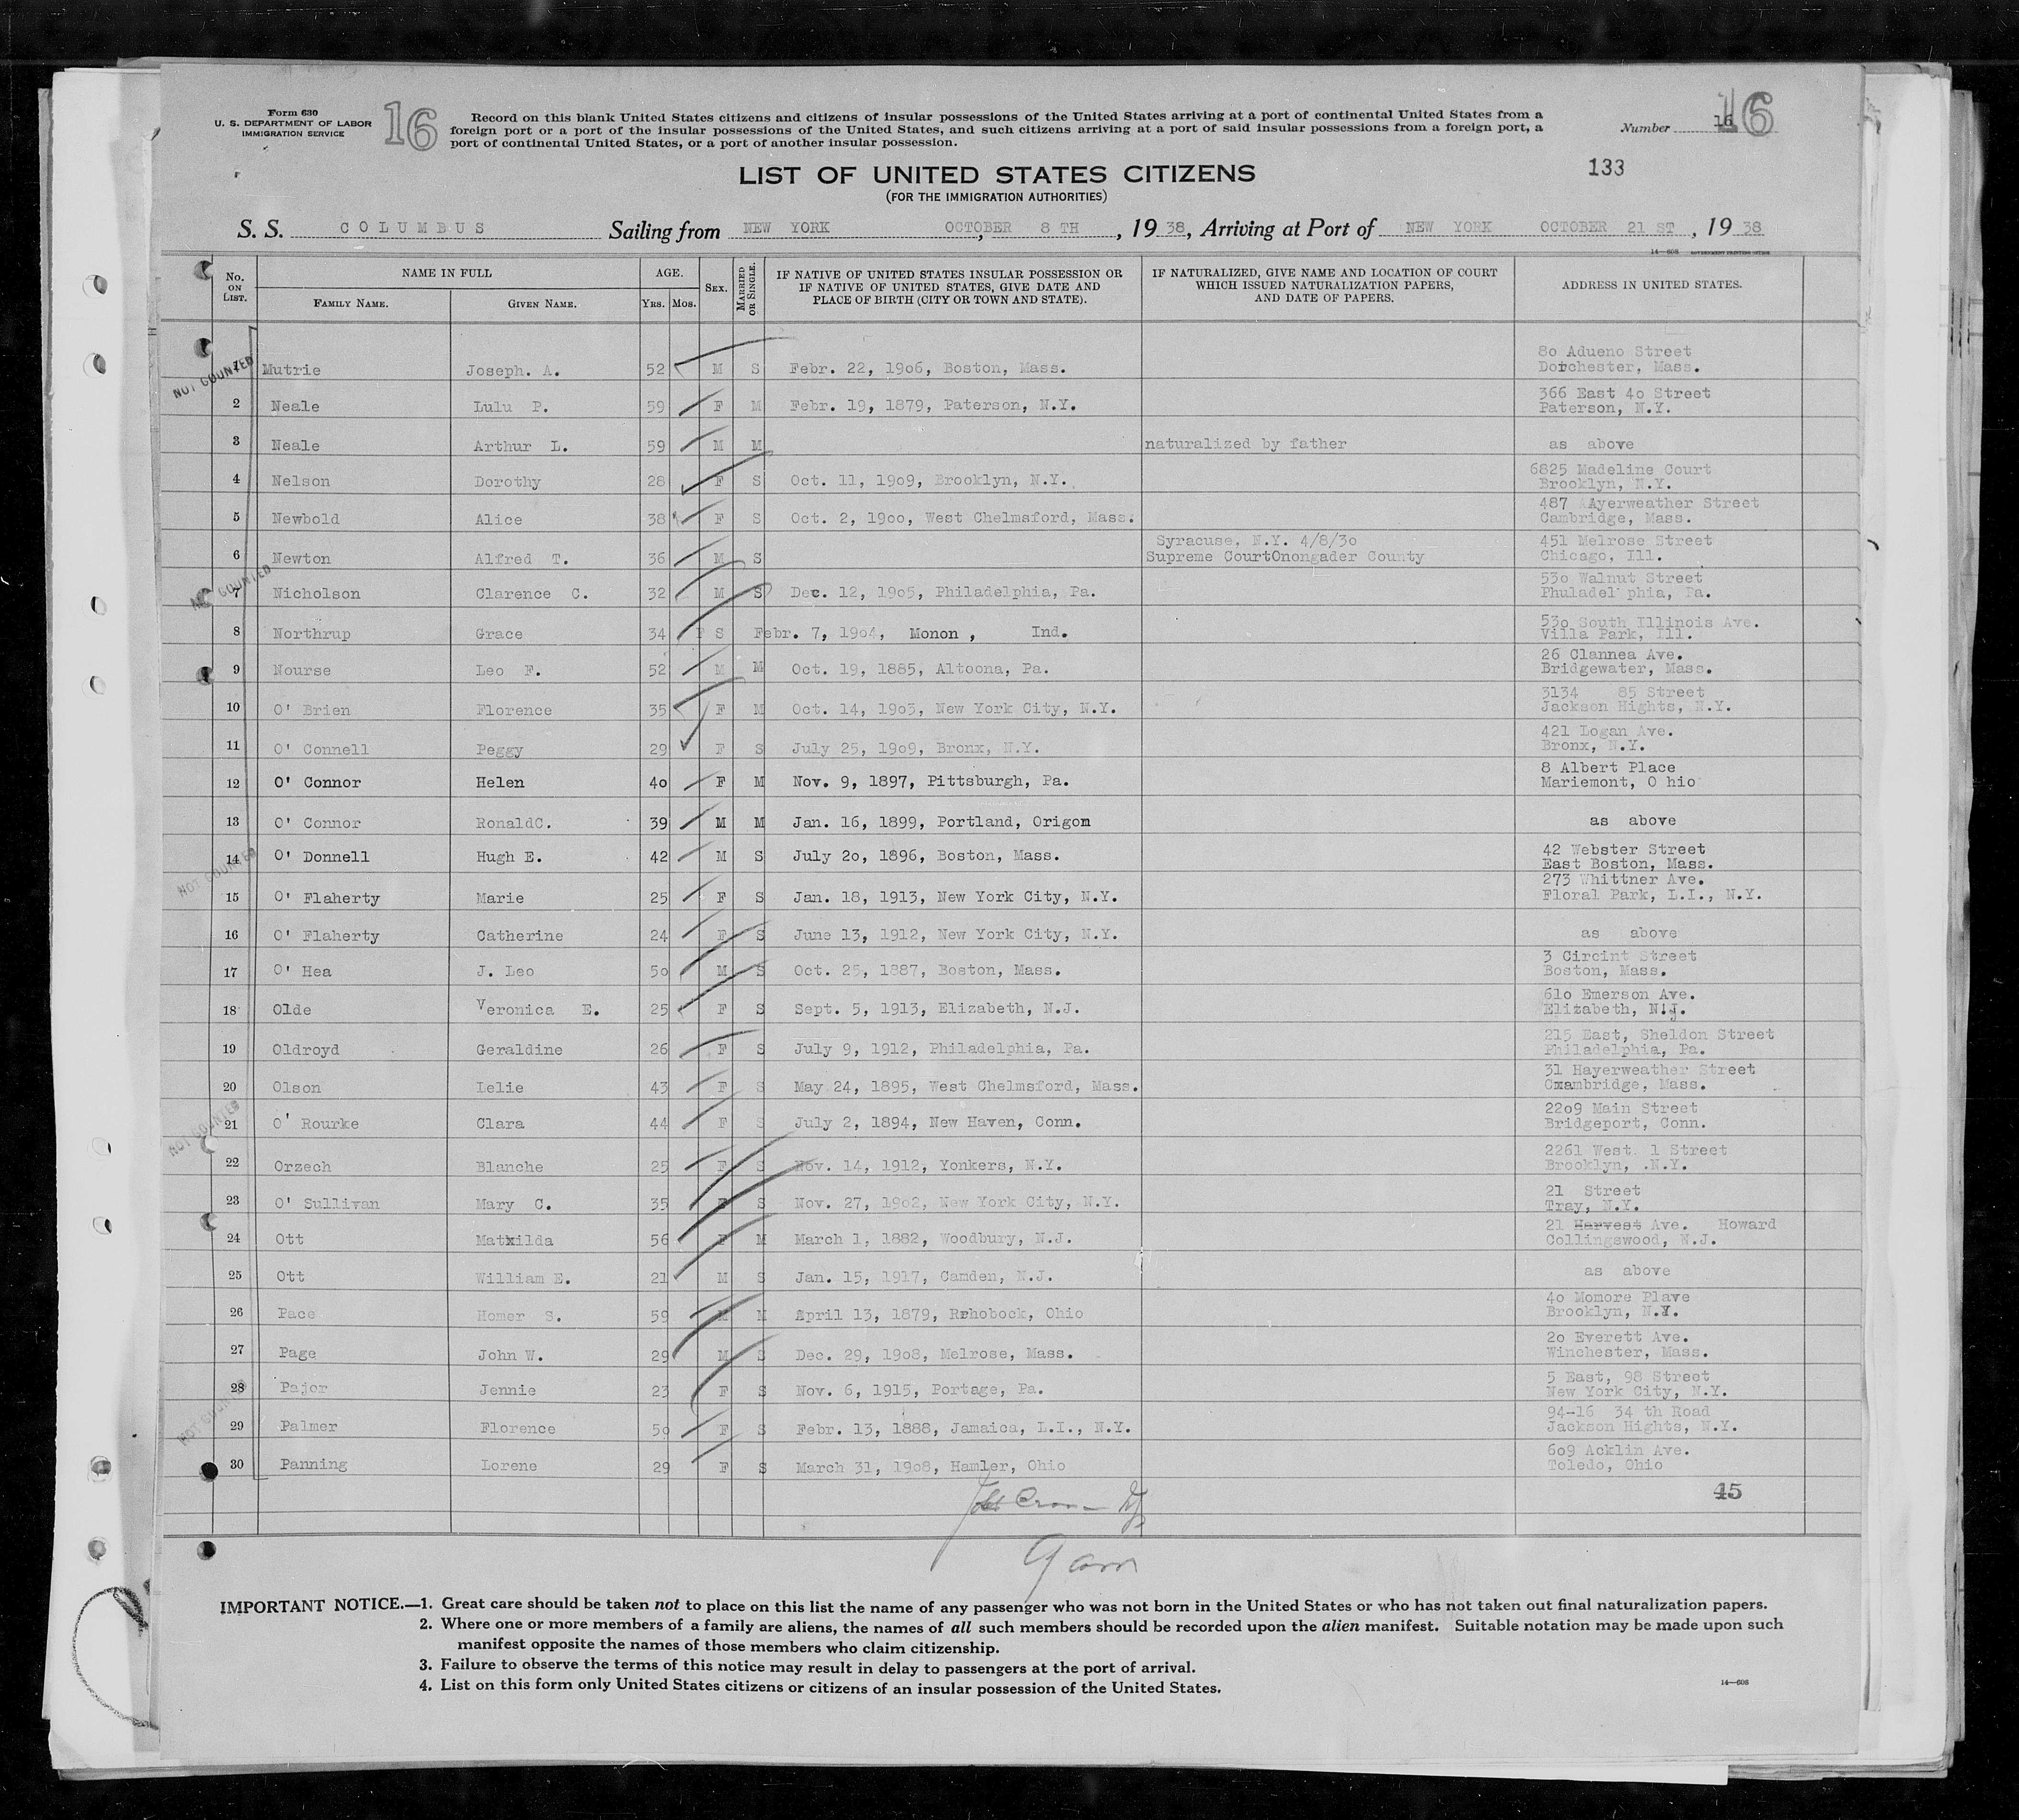 Form 630
U. S. DEPARTMENT OF LABOR
IMMIGRATION SERVICE
16
Record on this blank United States citizens and citizens of insular possessions of the United States arriving at a port of continental United States from a
foreign port or a port of the insular possessions of the United States, and such citizens arriving at a port of said insular possessions from a foreign port, a
port of continental United States, or a port of another insular possession.
Number 16
16
133
LIST OF UNITED STATES CITIZENS
(FOR THE IMMIGRATION AUTHORITIES)
S. S. COLUMBUS Sailing from NEW YORK OCTOBER 8 TH, 19 38, Arriving at Port of NEW YORK OCTOBER 21 ST, 19 38
14—608 GOVERNMENT PRINTING OFFICE
No. ON LIST. NAME IN FULL FAMILY NAME. GIVEN NAME. AGE. YRS. MOS. SEX. MARRIED OR SINGLE. IF NATIVE OF UNITED STATES INSULAR POSSESSION OR IF NATIVE OF UNITED STATES, GIVE DATE AND PLACE OF BIRTH (CITY OR TOWN AND STATE). IF NATURALIZED, GIVE NAME AND LOCATION OF COURT WHICH ISSUED NATURALIZATION PAPERS, AND DATE OF PAPERS. ADDRESS IN UNITED STATES.
80 Adueno Street
NOT COUNTED 1 Mutrie Joseph. A. 52 M S Febr. 22, 1906, Boston, Mass. Dorchester, Mass.
366 East 40 Street
2 Neale Lulu P. 59 F M Febr. 19, 1879, Paterson, N.Y. Paterson, N.Y.
3 Neale Arthur L. 59 M M naturalized by father as above
6825 Madeline Court
4 Nelson Dorothy 28 F S Oct. 11, 1909, Brooklyn, N.Y. Brooklyn, N.Y.
487 Ayerweather Street
5 Newbold Alice 38 F S Oct. 2, 1900, West Chelmsford, Mass. Cambridge, Mass.
Syracuse, N.Y. 4/8/30 451 Melrose Street
6 Newton Alfred T. 36 M S Supreme CourtOnongader County Chicago, Ill.
530 Walnut Street
NOT COUNTED 7 Nicholson Clarence C. 32 M S Dec. 12, 1905, Philadelphia, Pa. Phuladel phia, Pa.
530 South Illinois Ave.
8 Northrup Grace 34 F S Febr. 7, 1904, Monon , Ind. Villa Park, Ill.
26 Clannea Ave.
9 Nourse Leo F. 52 M M Oct. 19, 1885, Altoona, Pa. Bridgewater, Mass.
3134 85 Street
10 O' Brien Florence 35 F M Oct. 14, 1903, New York City, N.Y. Jackson Hights, N.Y.
421 Logan Ave.
11 O' Connell Peggy 29 F S July 25, 1909, Bronx, N.Y. Bronx, N.Y.
8 Albert Place
12 O' Connor Helen 40 F M Nov. 9, 1897, Pittsburgh, Pa. Mariemont, O hio
13 O' Connor RonaldC. 39 M M Jan. 16, 1899, Portland, Origon as above
42 Webster Street
NOT COUNTED 14 O' Donnell Hugh E. 42 M S July 20, 1896, Boston, Mass. East Boston, Mass.
273 Whittner Ave.
15 O' Flaherty Marie 25 F S Jan. 18, 1913, New York City, N.Y. Floral Park, L.I., N.Y.
16 O' Flaherty Catherine 24 F S June 13, 1912, New York City, N.Y. as above
3 Circint Street
17 O' Hea J. Leo 50 M S Oct. 25, 1887, Boston, Mass. Boston, Mass.
610 Emerson Ave.
18 Olde Veronica E. 25 F S Sept. 5, 1913, Elizabeth, N.J. Elizabeth, N.J.
215 East, Sheldon Street
19 Oldroyd Geraldine 26 F S July 9, 1912, Philadelphia, Pa. Philadelphia, Pa.
31 Hayerweather Street
20 Olson Lelie 43 F S May 24, 1895, West Chelmsford, Mass. Cxambridge, Mass.
2209 Main Street
NOT COUNTED 21 O' Rourke Clara 44 F S July 2, 1894, New Haven, Conn. Bridgeport, Conn.
2261 West. 1 Street
22 Orzech Blanche 25 F S Nov. 14, 1912, Yonkers, N.Y. Brooklyn, .N.Y.
21 Street
23 O' Sullivan Mary C. 35 F S Nov. 27, 1902, New York City, N.Y. Tray, N.Y.
21 Harvest Ave. Howard
24 Ott Matxilda 56 F M March 1, 1882, Woodbury, N.J. Collingswood, N.J.
25 Ott William E. 21 M S Jan. 15, 1917, Camden, N.J. as above
40 Momore Plave
26 Pace Homer S. 59 M M April 13, 1879, Rrhobock, Ohio Brooklyn, N.Y.
20 Everett Ave.
27 Page John W. 29 M S Dec. 29, 1908, Melrose, Mass. Winchester, Mass.
5 East, 98 Street
NOT COUNTED 28 Pajor Jennie 23 F S Nov. 6, 1915, Portage, Pa. New York City, N.Y.
94-16 34 th Road
29 Palmer Florence 50 F S Febr. 13, 1888, Jamaica, L.I., N.Y. Jackson Hights, N.Y.
609 Acklin Ave.
30 Panning Lorene 29 F S March 31, 1908, Hamler, Ohio Toledo, Ohio
45
IMPORTANT NOTICE.—1. Great care should be taken not to place on this list the name of any passenger who was not born in the United States or who has not taken out final naturalization papers.
2. Where one or more members of a family are aliens, the names of all such members should be recorded upon the alien manifest. Suitable notation may be made upon such
manifest opposite the names of those members who claim citizenship.
3. Failure to observe the terms of this notice may result in delay to passengers at the port of arrival.
4. List on this form only United States citizens or citizens of an insular possession of the United States.
14—608